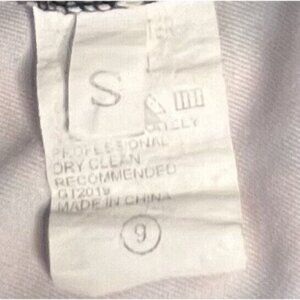 S
PROFESSIONAL
DRY CLEAN
RECOMMENDED
GT2019
MADE IN CHINA
9